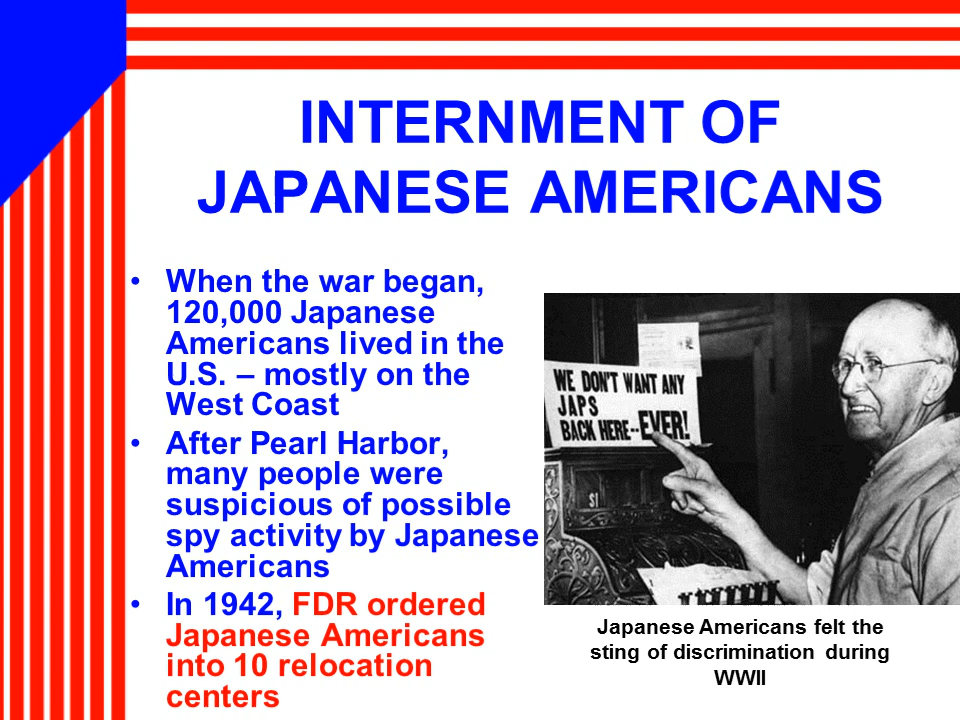 INTERNMENT OF
JAPANESE AMERICANS
• When the war began,
120,000 Japanese
Americans lived in the
U.S. – mostly on the
West Coast
• After Pearl Harbor,
many people were
suspicious of possible
spy activity by Japanese
Americans
• In 1942, FDR ordered
Japanese Americans
into 10 relocation
centers
WE DON'T WANT ANY
JAPS
BACK HERE--EVER!
$1
Japanese Americans felt the
sting of discrimination during
WWII